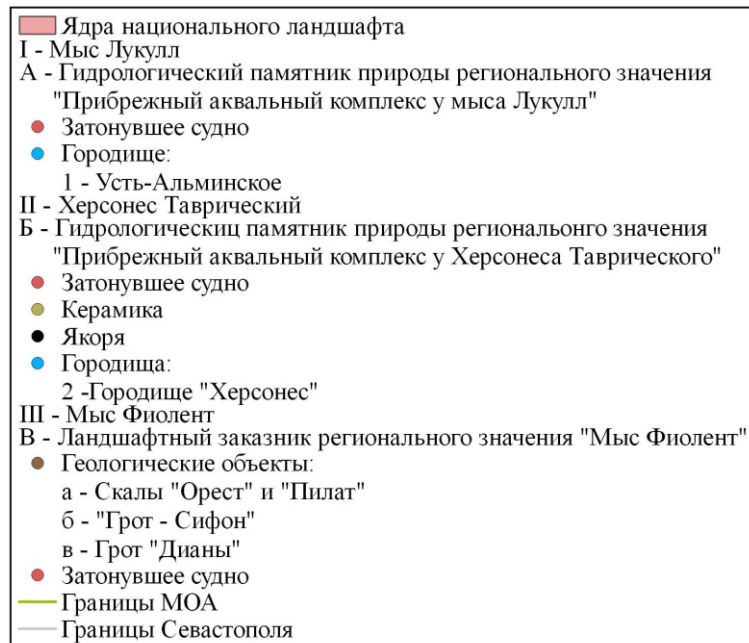 Ядра национального ландшафта
I - Мыс Лукулл
А - Гидрологический памятник природы регионального значения
"Прибрежный аквальный комплекс у мыса Лукулл"
Затонувшее судно
Городище:
1 - Усть-Альминское
II - Херсонес Таврический
Б - Гидрологическиц памятник природы региональонго значения
"Прибрежный аквальный комплекс у Херсонеса Таврического"
Затонувшее судно
Керамика
Якоря
Городища:
2 -Городище "Херсонес"
III - Мыс Фиолент
В - Ландшафтный заказник регионального значения "Мыс Фиолент"
Геологические объекты:
а - Скалы "Орест" и "Пилат"
б - "Грот - Сифон"
в - Грот "Дианы"
Затонувшее судно
Границы МОА
Границы Севастополя